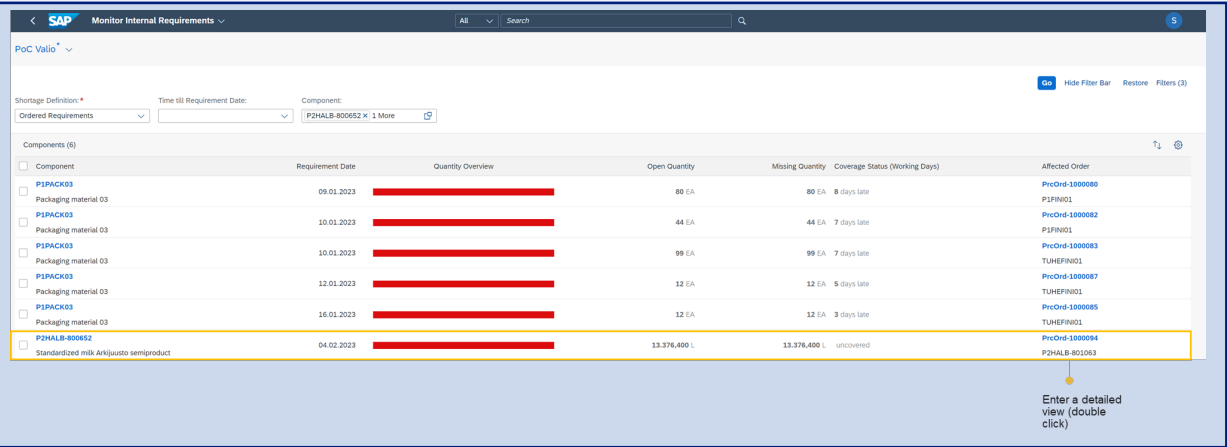 SAP Monitor Internal Requirements All Search S
PoC Valio*
Go Hide Filter Bar Restore Filters (3)
Shortage Definition:* Time till Requirement Date: Component:
Ordered Requirements P2HALB-800652 × 1 More
Components (6)
Component Requirement Date Quantity Overview Open Quantity Missing Quantity Coverage Status (Working Days) Affected Order
P1PACK03 09.01.2023 80 EA 80 EA 8 days late PrcOrd-1000080
Packaging material 03 P1FINI01
P1PACK03 10.01.2023 44 EA 44 EA 7 days late PrcOrd-1000082
Packaging material 03 P1FINI01
P1PACK03 10.01.2023 99 EA 99 EA 7 days late PrcOrd-1000083
Packaging material 03 TUHEFINI01
P1PACK03 12.01.2023 12 EA 12 EA 5 days late PrcOrd-1000087
Packaging material 03 TUHEFINI01
P1PACK03 16.01.2023 12 EA 12 EA 3 days late PrcOrd-1000085
Packaging material 03 TUHEFINI01
P2HALB-800652 04.02.2023 13.376,400 L 13.376,400 L uncovered PrcOrd-1000094
Standardized milk Arkijuusto semiproduct P2HALB-801063
Enter a detailed
view (double
click)